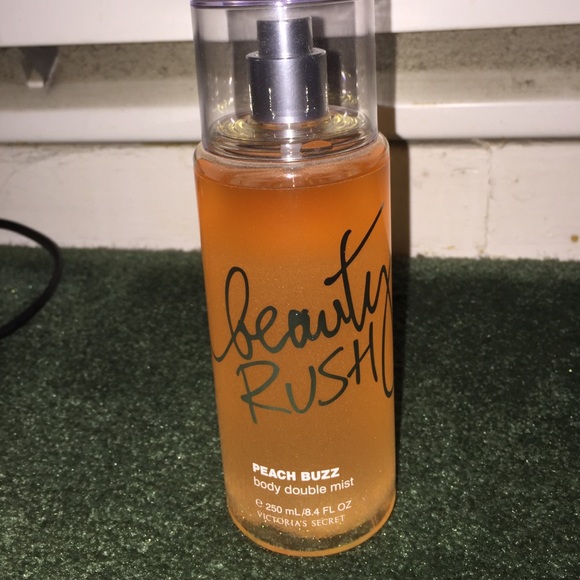 beauty
RUSH
PEACH BUZZ
body double mist
℮ 250 mL/8.4 FL OZ
VICTORIA'S SECRET